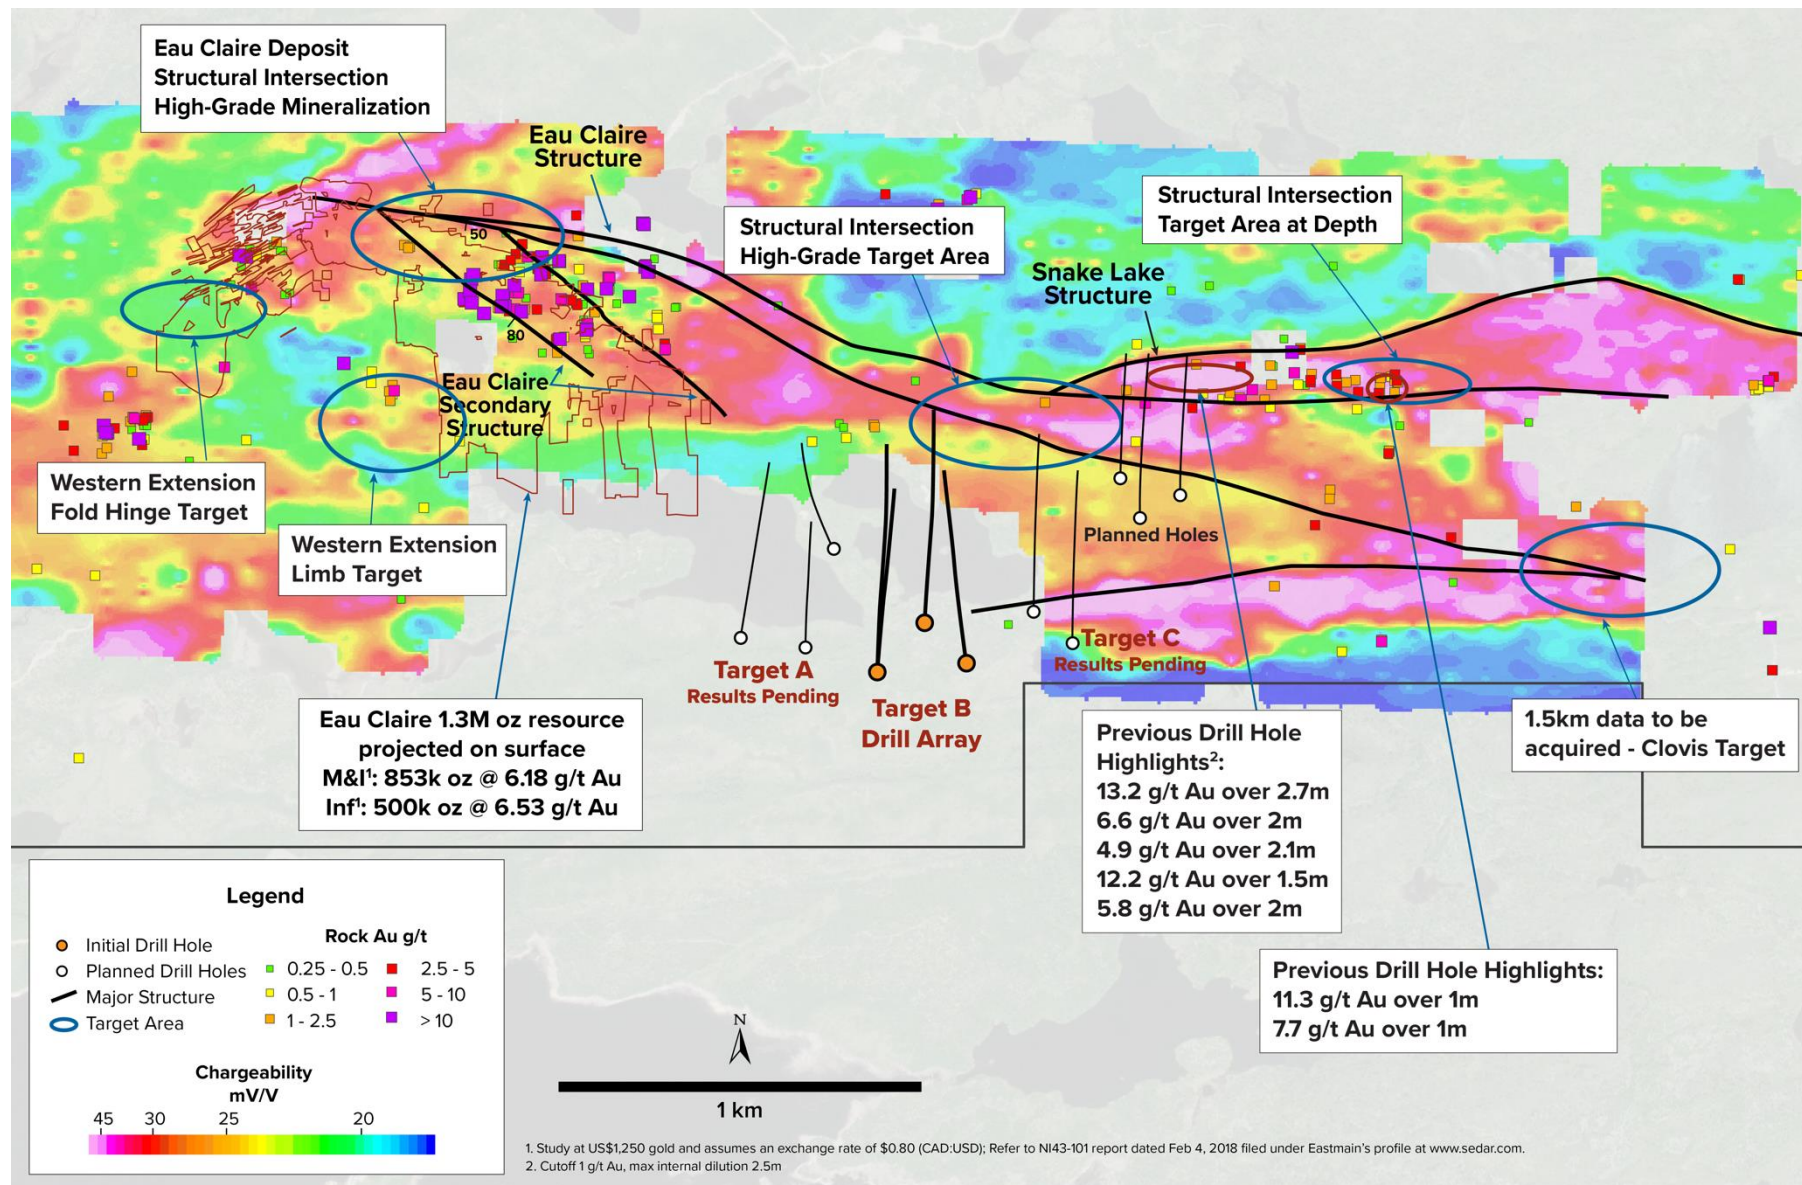 Eau Claire Deposit
Structural Intersection
High-Grade Mineralization
Eau Claire
Structure
Structural Intersection
High-Grade Target Area
Structural Intersection
Target Area at Depth
Snake Lake
Structure
50
80
Eau Claire
Secondary
Structure
Western Extension
Fold Hinge Target
Western Extension
Limb Target
Planned Holes
Target A
Results Pending
Target B
Drill Array
Target C
Results Pending
Eau Claire 1.3M oz resource
projected on surface
M&I¹: 853k oz @ 6.18 g/t Au
Inf¹: 500k oz @ 6.53 g/t Au
Previous Drill Hole
Highlights²:
13.2 g/t Au over 2.7m
6.6 g/t Au over 2m
4.9 g/t Au over 2.1m
12.2 g/t Au over 1.5m
5.8 g/t Au over 2m
1.5km data to be
acquired - Clovis Target
Previous Drill Hole Highlights:
11.3 g/t Au over 1m
7.7 g/t Au over 1m
Legend
Initial Drill Hole
Planned Drill Holes
Major Structure
Target Area
Rock Au g/t
0.25 - 0.5
0.5 - 1
1 - 2.5
2.5 - 5
5 - 10
> 10
Chargeability
mV/V
45 30 25 20
N
1 km
1. Study at US$1,250 gold and assumes an exchange rate of $0.80 (CAD:USD); Refer to NI43-101 report dated Feb 4, 2018 filed under Eastmain's profile at www.sedar.com.
2. Cutoff 1 g/t Au, max internal dilution 2.5m